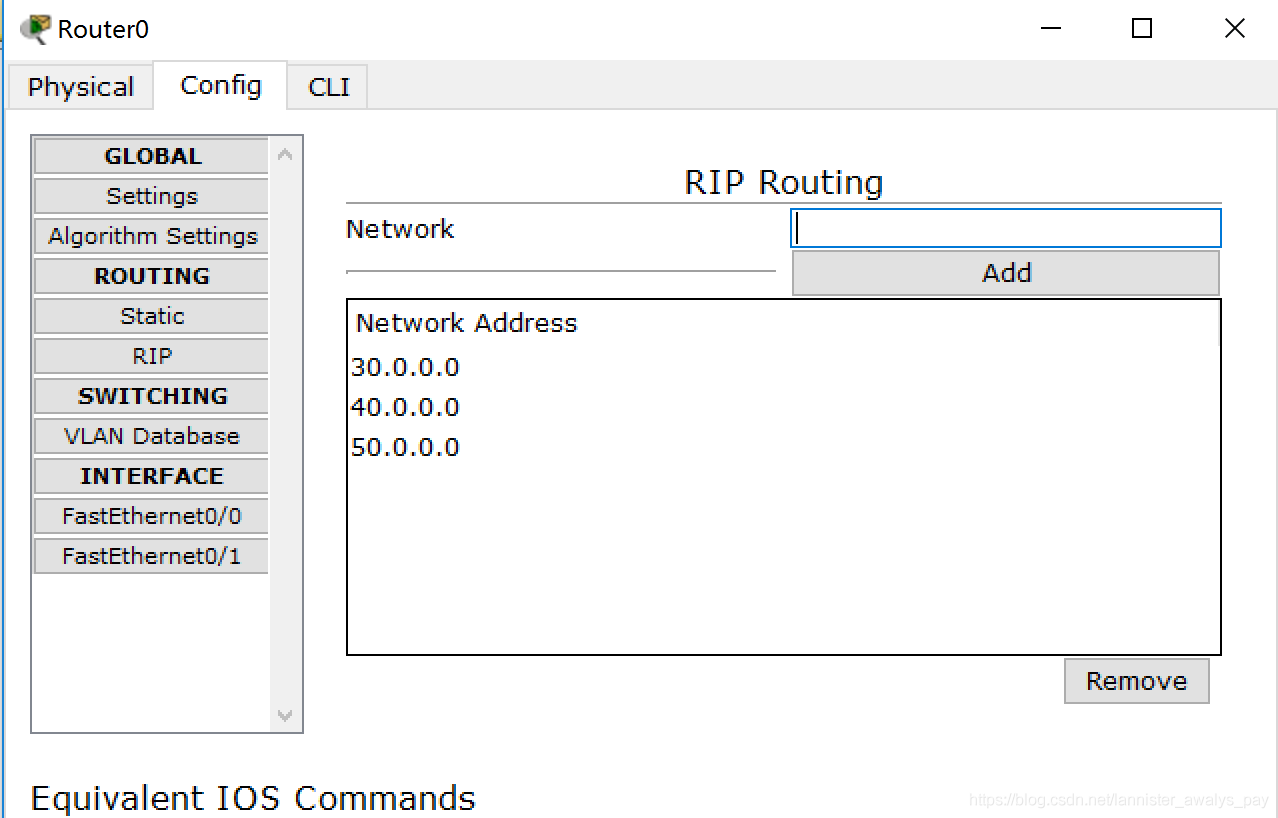 Router0
Physical Config CLI
GLOBAL
Settings
Algorithm Settings
ROUTING
Static
RIP
SWITCHING
VLAN Database
INTERFACE
FastEthernet0/0
FastEthernet0/1
RIP Routing
Network
Add
Network Address
30.0.0.0
40.0.0.0
50.0.0.0
Remove
Equivalent IOS Commands
https://blog.csdn.net/lannister_awalys_pay